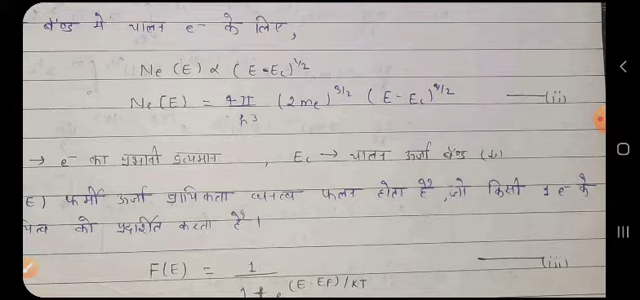 बैण्ड में चालन e⁻ के लिए,
Ne (E) ∝ (E-Ec)^1/2
Ne(E) = 4π/h³ (2me)^3/2 (E - Ec)^1/2 —(ii)
→ e⁻ का प्रभावी द्रव्यमान , Ec → चालन ऊर्जा बैण्ड (↓)
E) फर्मी ऊर्जा प्रायिकता घनत्व फलन होता है, जो किसी 1 e⁻ के
को प्रदर्शित करता है।
F(E) = 1 / 1 + e^(E-EF)/KT —(iii)